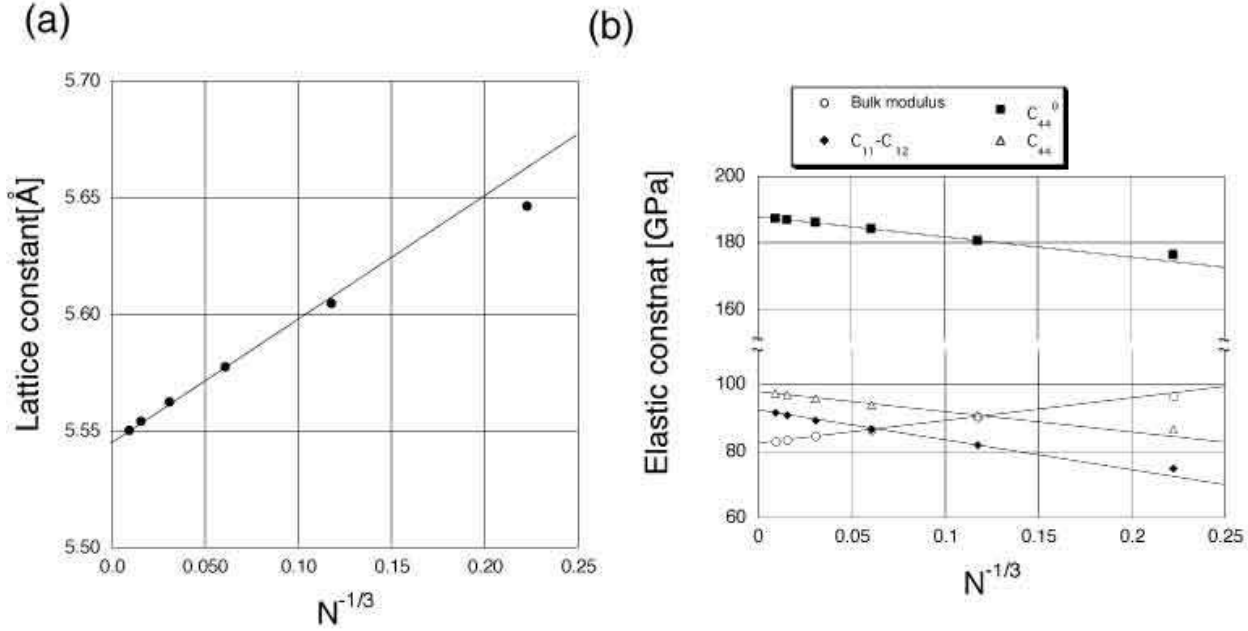 (a)
(b)
5.70
5.65
5.60
5.55
5.50
Lattice constant[Å]
0.0
0.050
0.10
0.15
0.20
0.25
N-1/3
Bulk modulus
C44 0
C11-C12
C44
200
180
160
100
80
60
Elastic constnat [GPa]
0
0.05
0.1
0.15
0.2
0.25
N-1/3